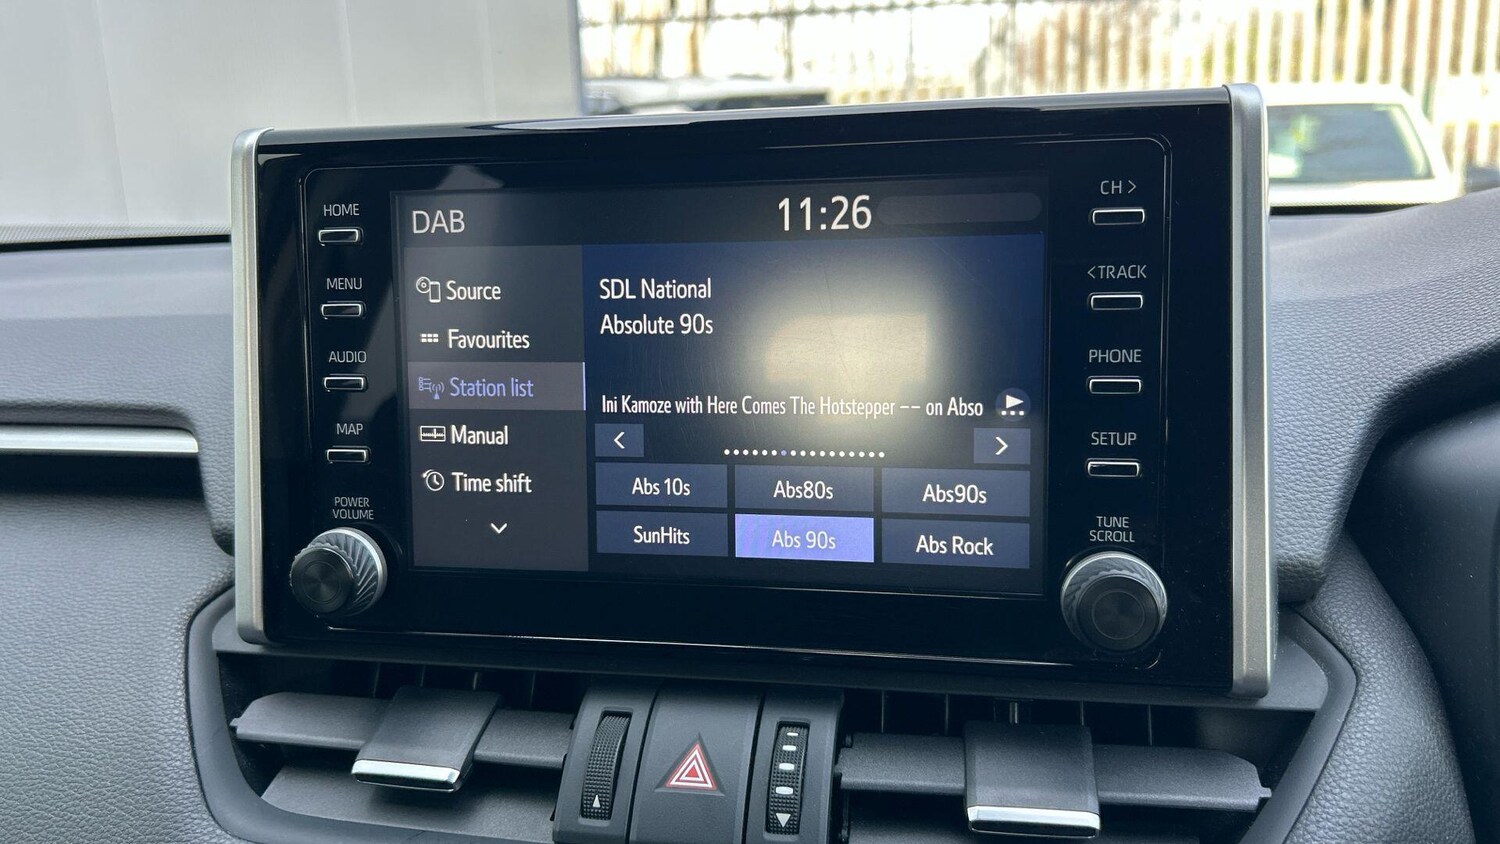 HOME
MENU
AUDIO
MAP
POWER
VOLUME
DAB
11:26
Source
Favourites
Station list
Manual
Time shift
SDL National
Absolute 90s
Ini Kamoze with Here Comes The Hotstepper -- on Abso
Abs 10s
Abs80s
Abs90s
SunHits
Abs 90s
Abs Rock
CH >
< TRACK
PHONE
SETUP
TUNE
SCROLL